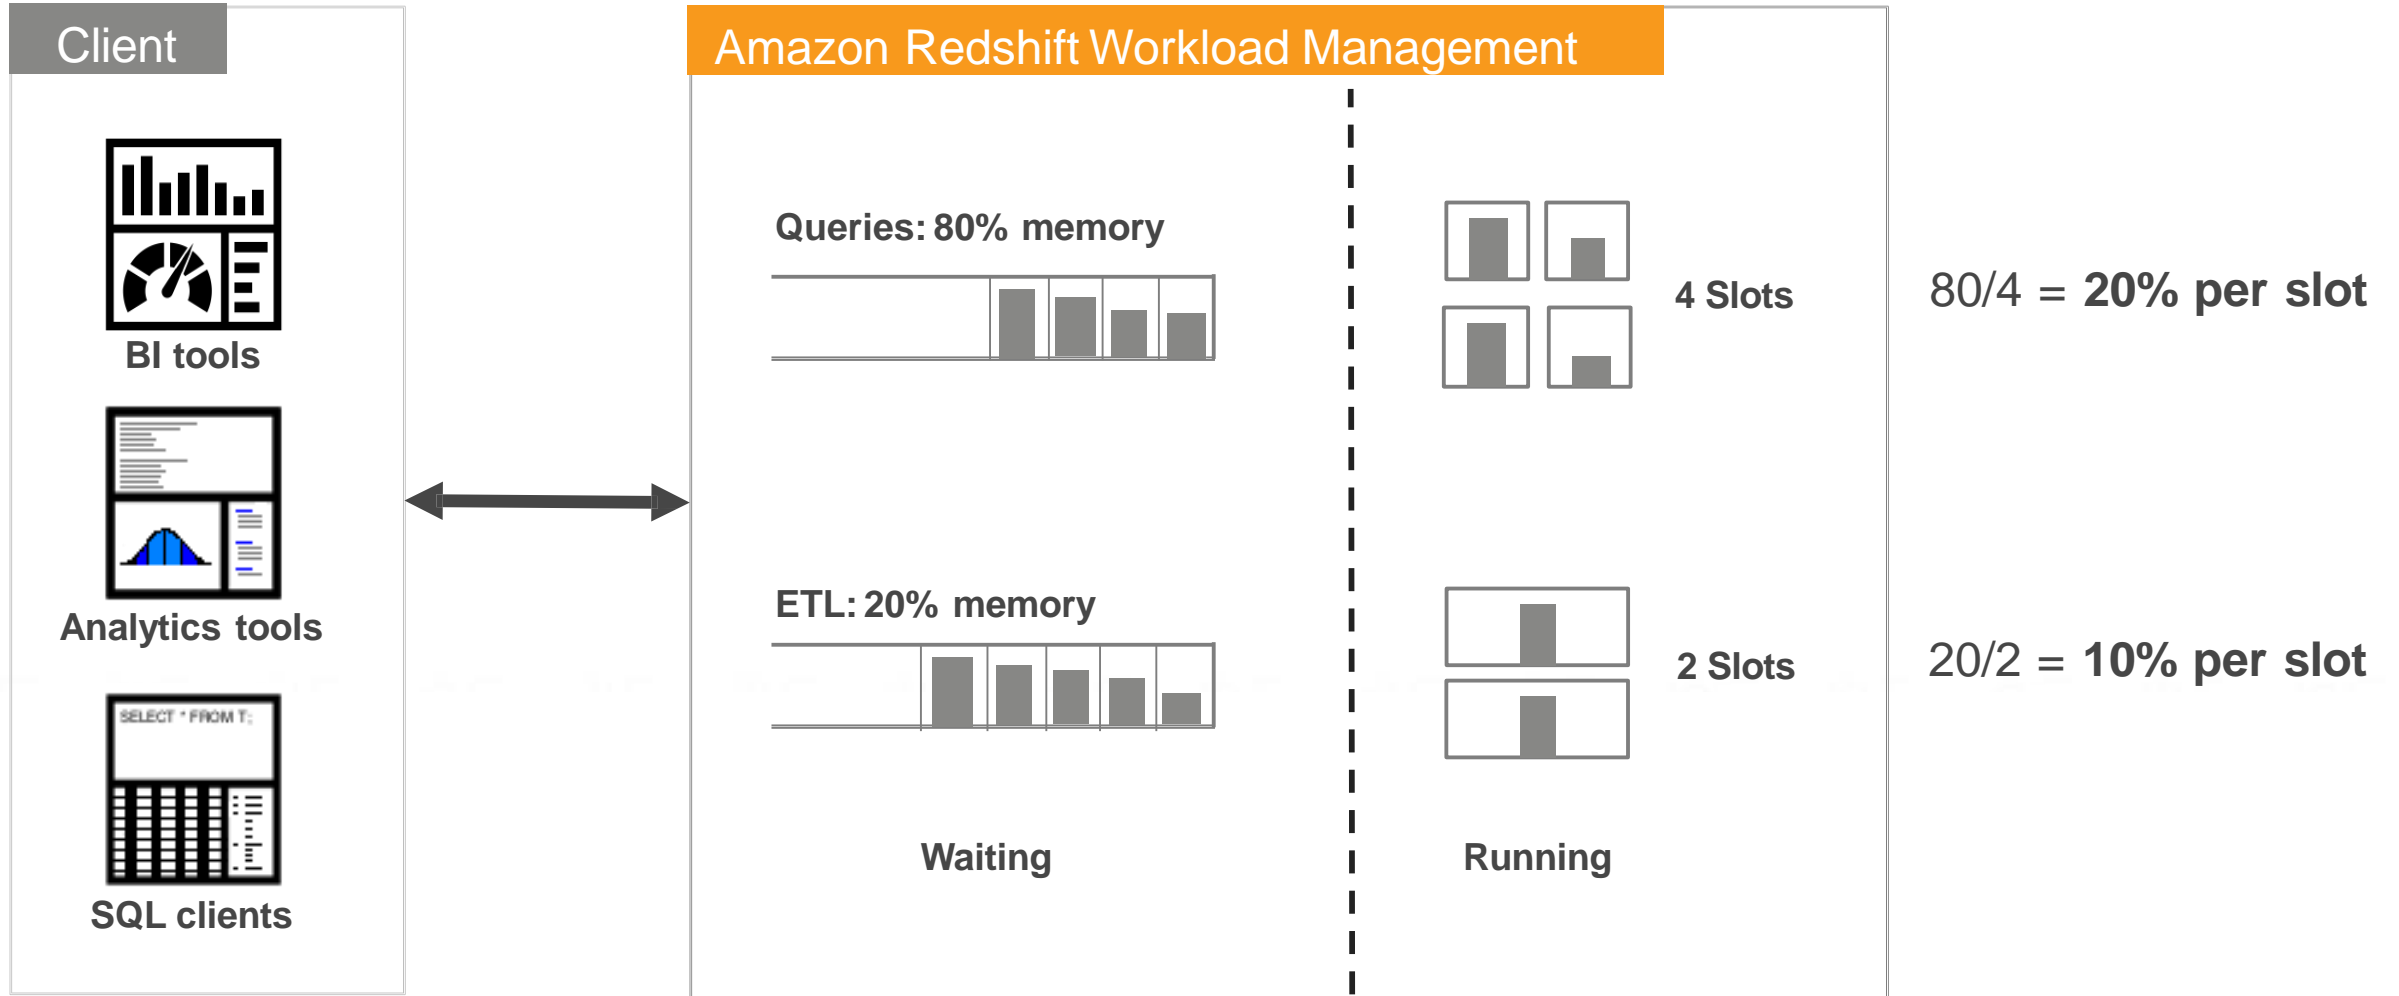 Client
Amazon Redshift Workload Management
BI tools
Analytics tools
SELECT * FROM T;
SQL clients
Queries: 80% memory
4 Slots
80/4 = 20% per slot
ETL: 20% memory
2 Slots
20/2 = 10% per slot
Waiting
Running